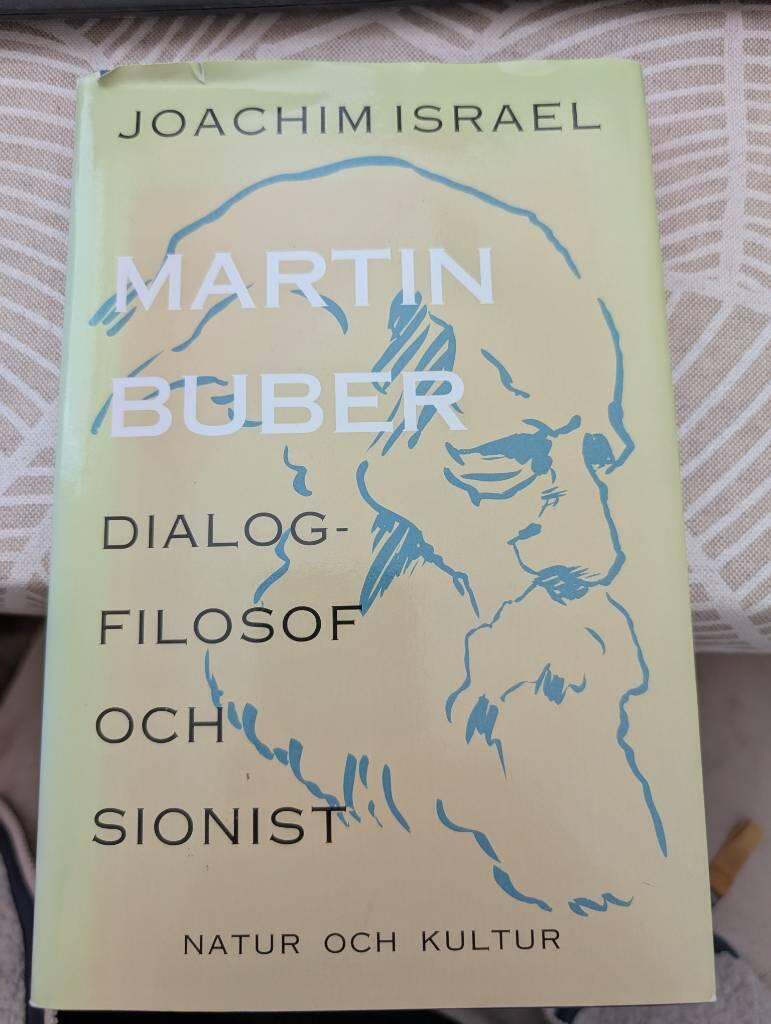 JOACHIM ISRAEL
MARTIN
BUBER
DIALOG-
FILOSOF
OCH
SIONIST
NATUR OCH KULTUR